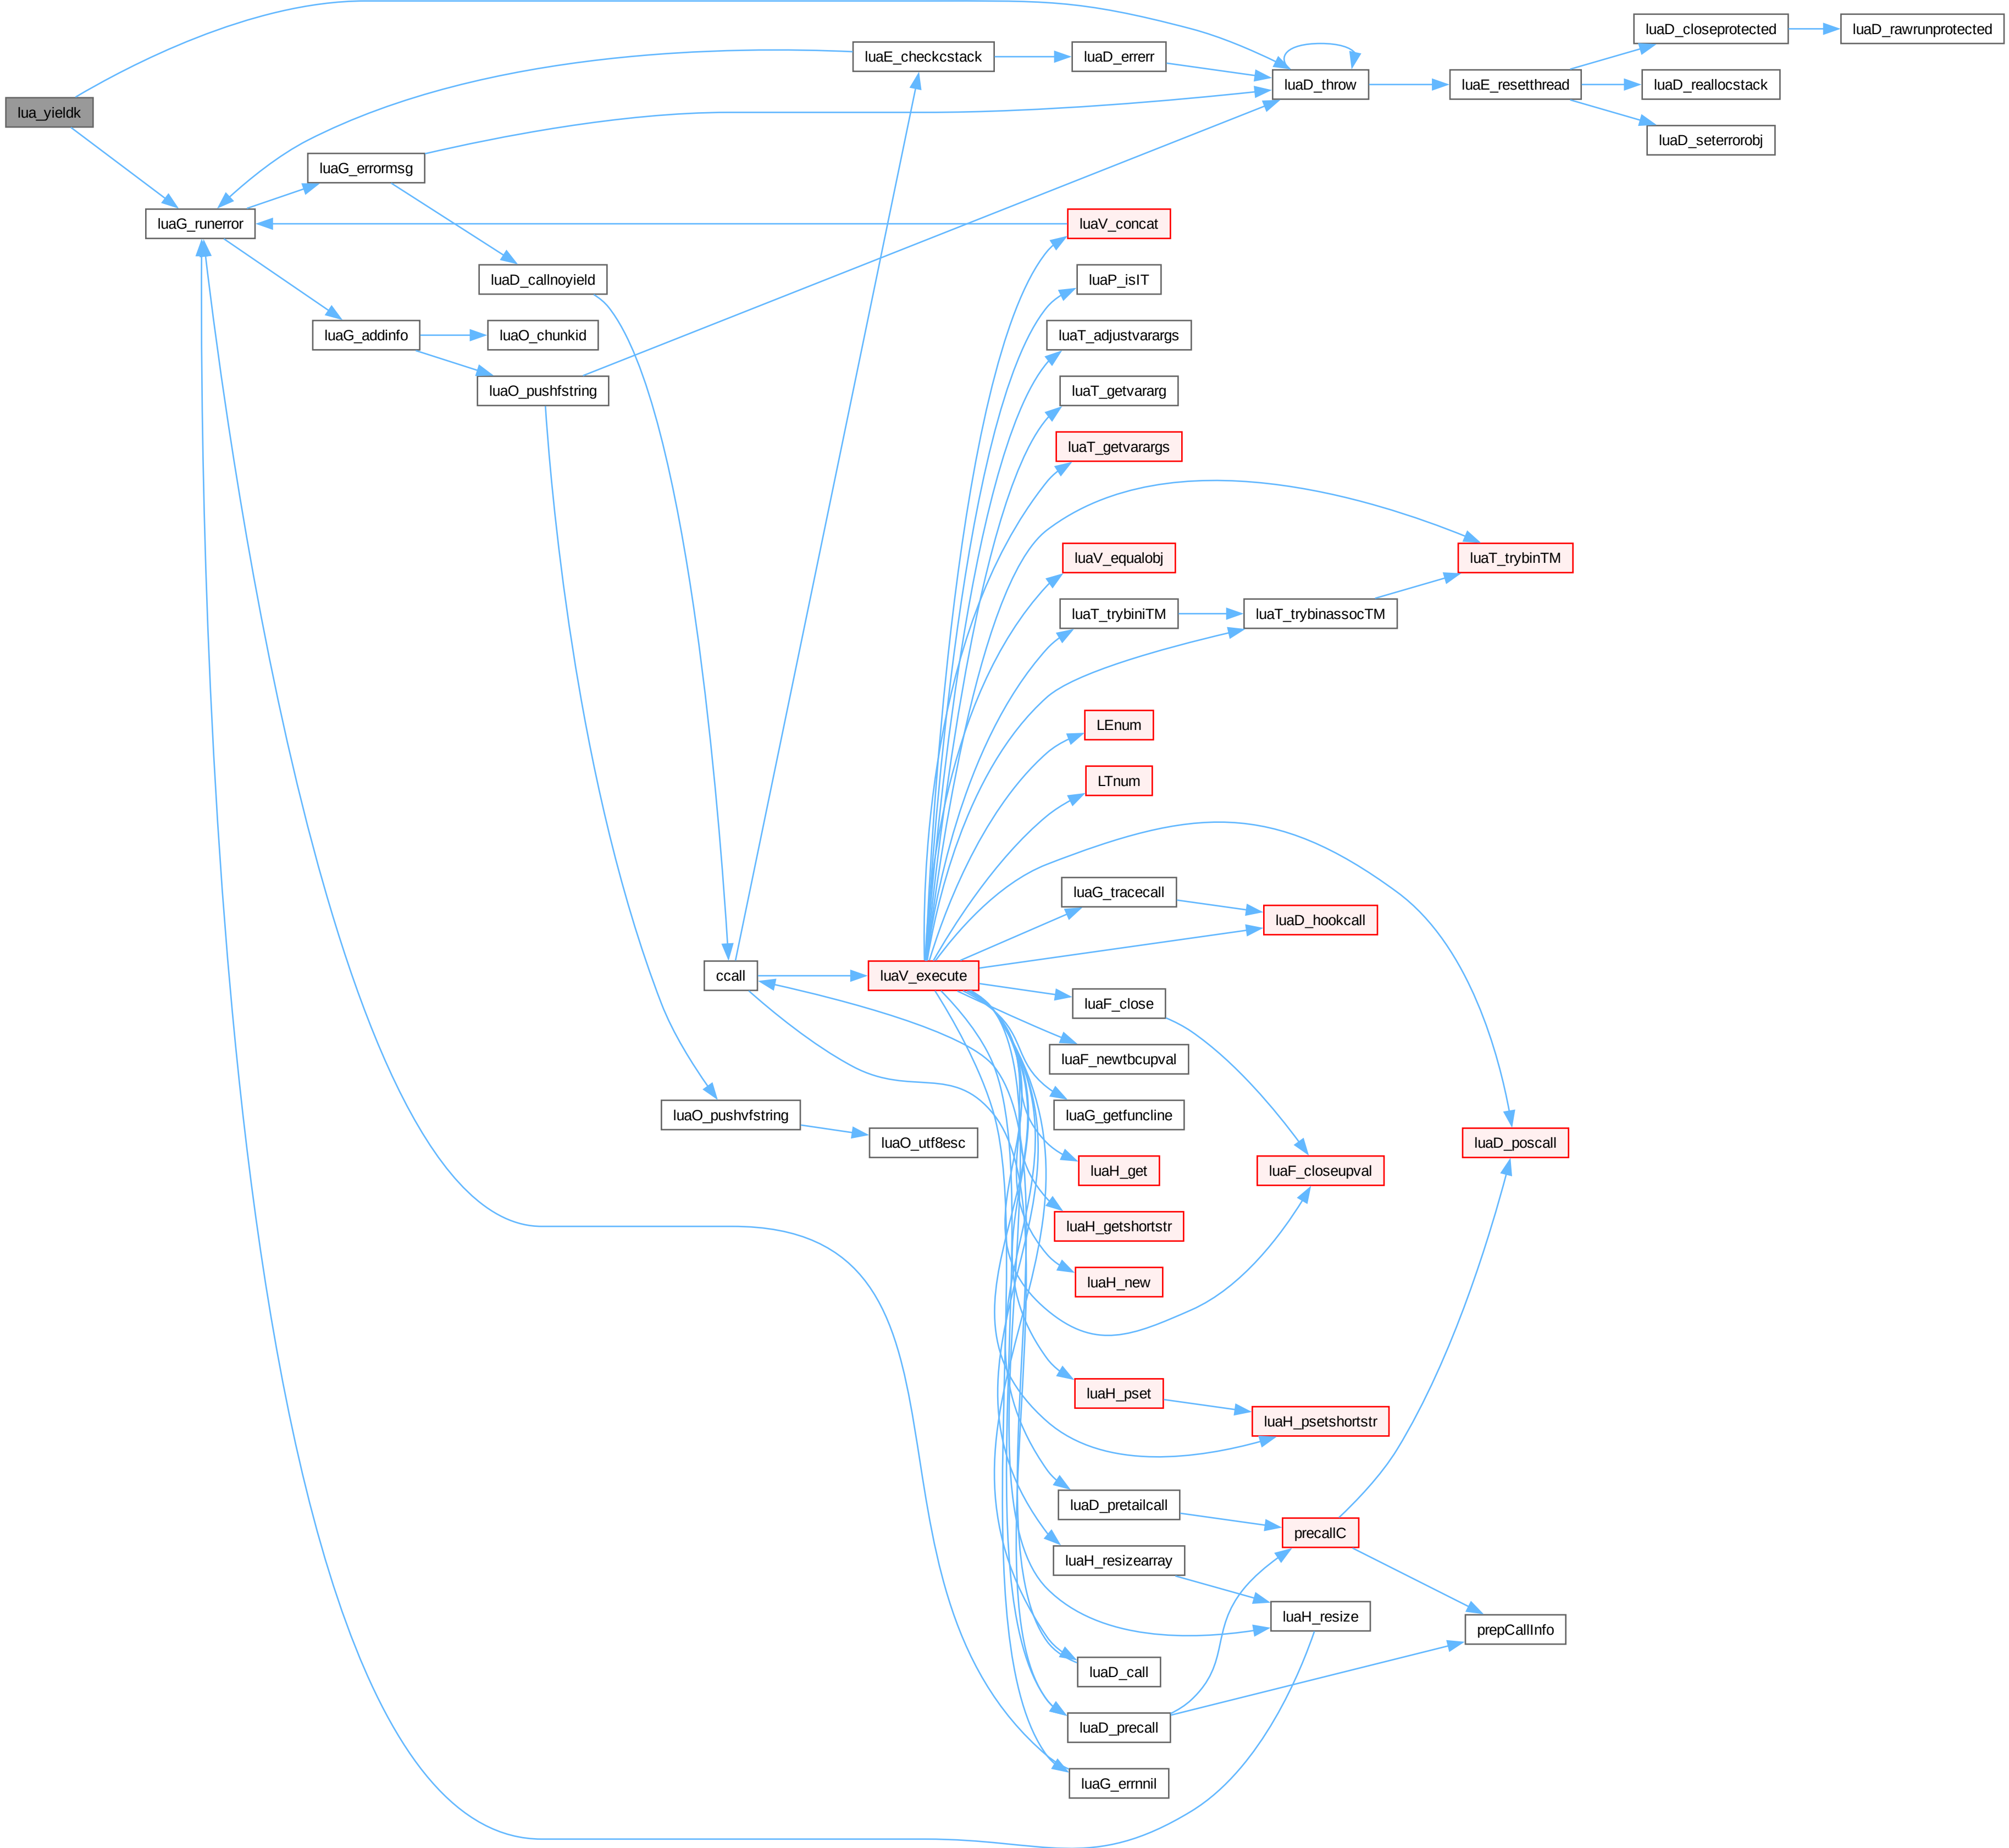 luaD_closeprotected
luaD_rawrunprotected
luaE_checkcstack
luaD_errerr
luaD_throw
luaE_resetthread
luaD_reallocstack
lua_yieldk
luaD_seterrorobj
luaG_errormsg
luaG_runerror
luaV_concat
luaD_callnoyield
luaP_isIT
luaG_addinfo
luaO_chunkid
luaT_adjustvarargs
luaO_pushfstring
luaT_getvararg
luaT_getvarargs
luaV_equalobj
luaT_trybinTM
luaT_trybiniTM
luaT_trybinassocTM
LEnum
LTnum
luaG_tracecall
luaD_hookcall
ccall
luaV_execute
luaF_close
luaF_newtbcupval
luaO_pushvfstring
luaG_getfuncline
luaO_utf8esc
luaD_poscall
luaH_get
luaF_closeupval
luaH_getshortstr
luaH_new
luaH_pset
luaH_psetshortstr
luaD_pretailcall
precallC
luaH_resizearray
luaH_resize
prepCallInfo
luaD_call
luaD_precall
luaG_errnnil